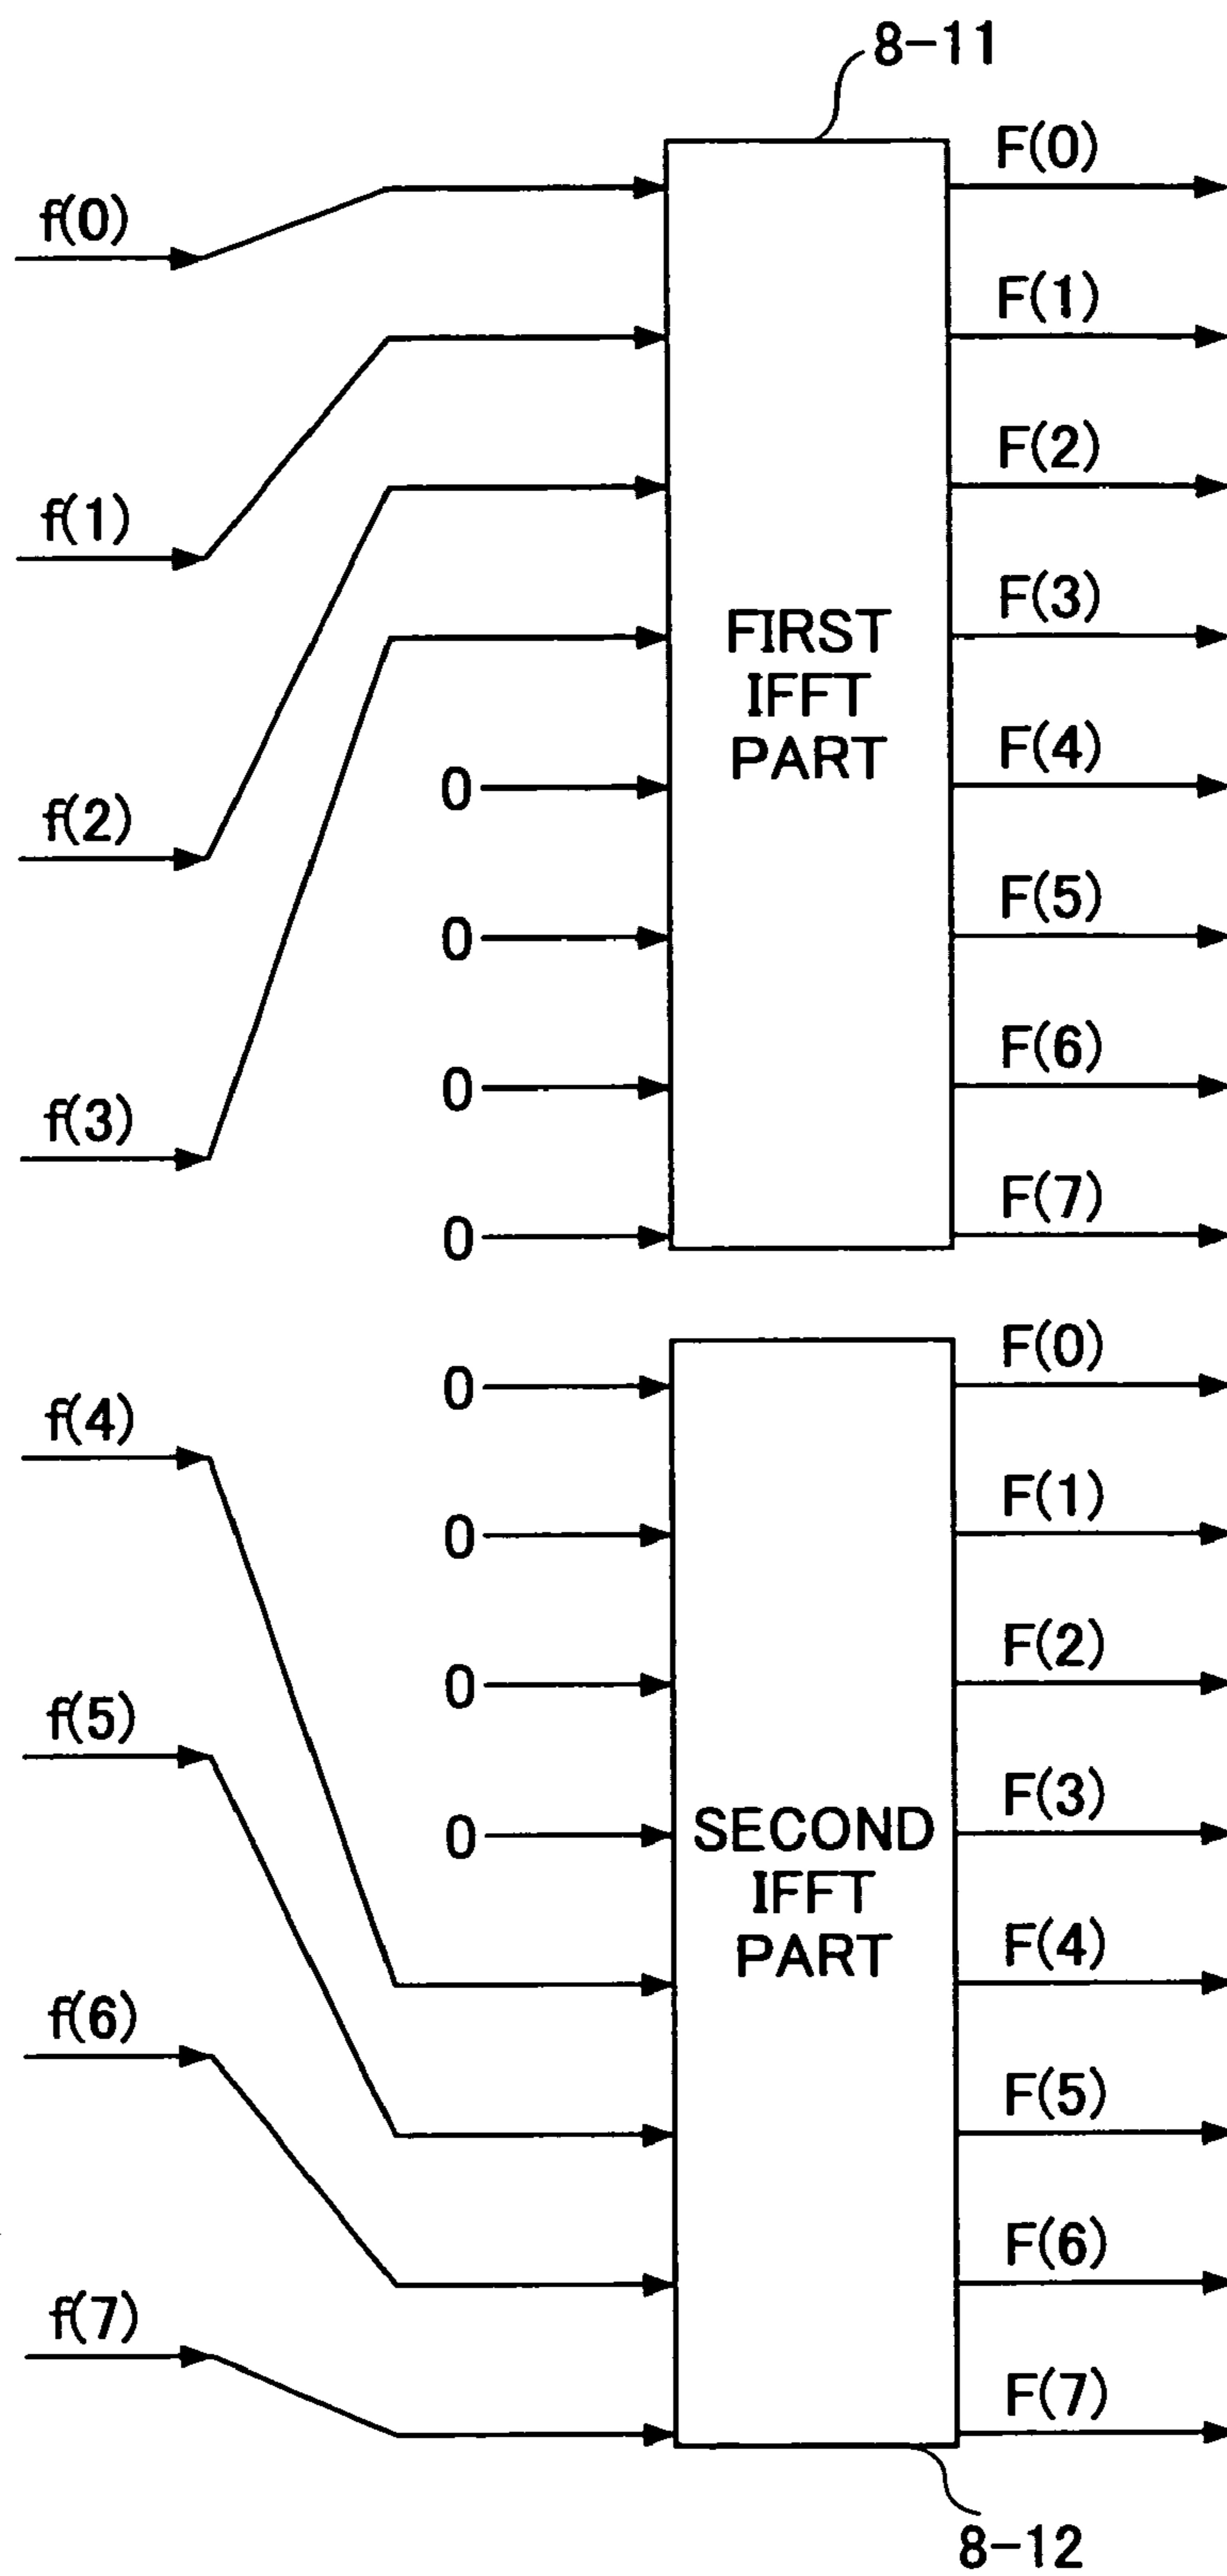 8-11
F(0)
f(0)
F(1)
F(2)
f(1)
F(3)
FIRST
IFFT
PART
F(4)
0
f(2)
F(5)
0
F(6)
0
f(3)
F(7)
0
F(0)
0
f(4)
F(1)
0
F(2)
0
f(5)
F(3)
0
SECOND
IFFT
PART
F(4)
f(6)
F(5)
F(6)
f(7)
F(7)
8-12